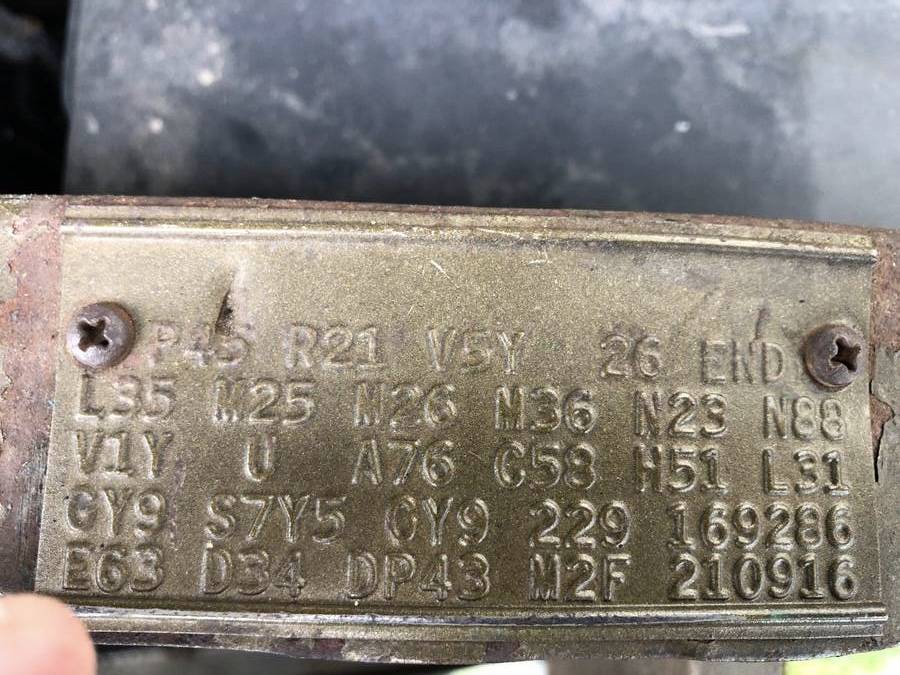 P45 R21 V5Y 26 END
L35 M25 M26 M36 N23 N88
V1Y U A76 C58 H51 L31
GY9 S7Y5 GY9 229 169286
E63 D34 DP43 M2F 210916